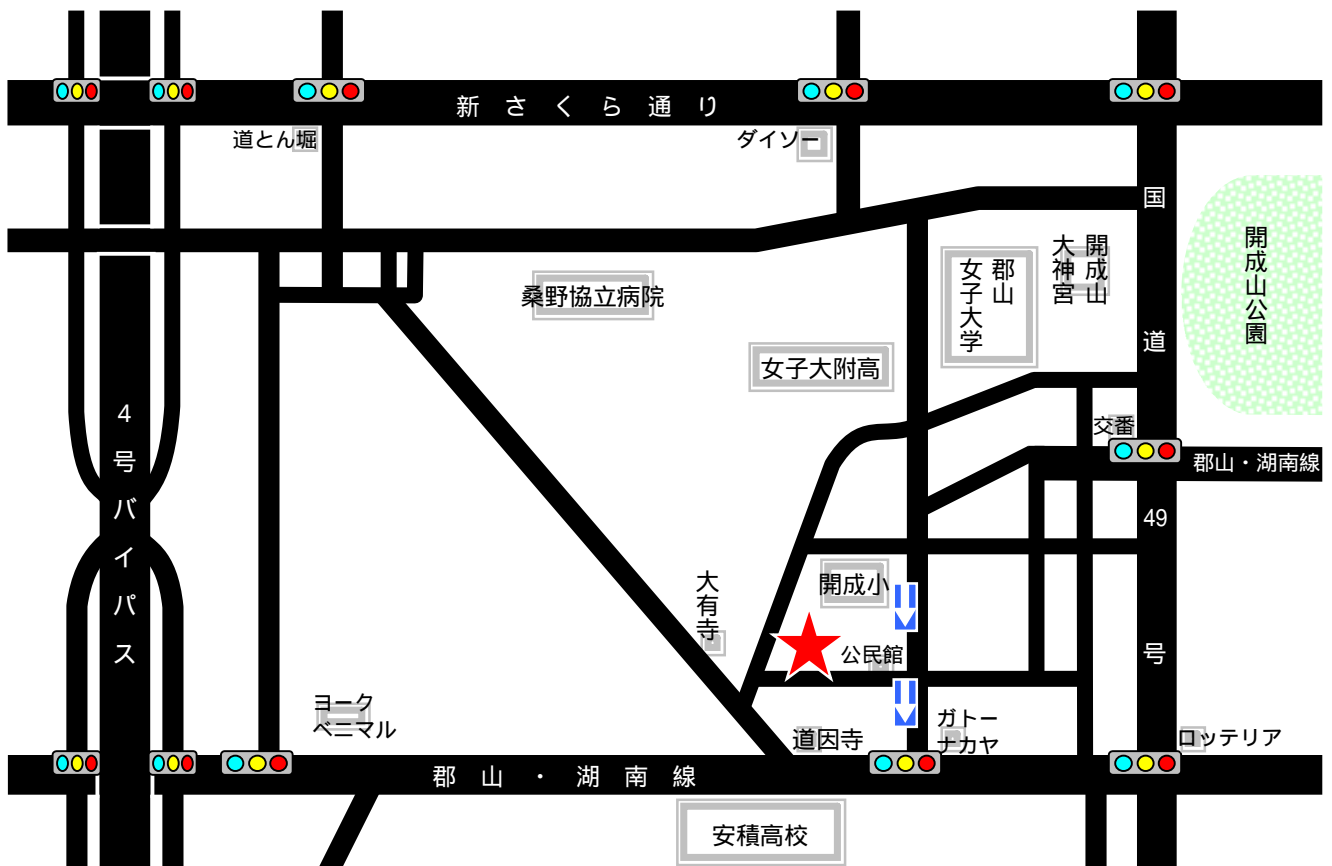 新さくら通り
道とん堀
ダイソー
国道49号
開成山公園
開成山
大神宮
郡山
女子大学
桑野協立病院
女子大附高
交番
郡山・湖南線
4号バイパス
開成小
大有寺
公民館
ヨーク
ベニマル
道因寺
ガトー
ナカヤ
ロッテリア
郡山・湖南線
安積高校